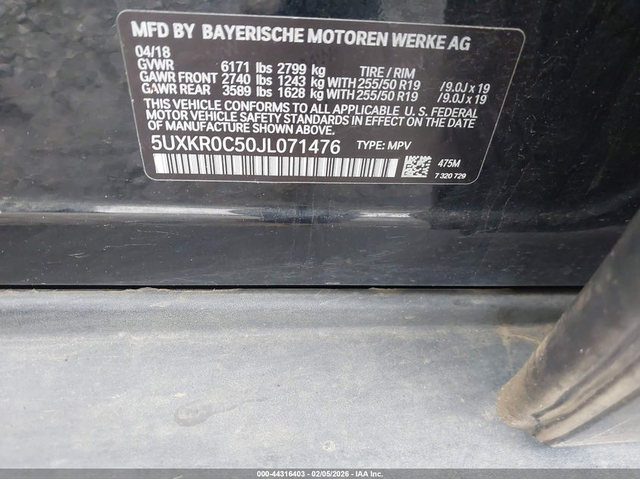 MFD BY BAYERISCHE MOTOREN WERKE AG
04/18
GVWR 6171 lbs 2799 kg TIRE / RIM
GAWR FRONT 2740 lbs 1243 kg WITH 255/50 R19 /9.0J x 19
GAWR REAR 3589 lbs 1628 kg WITH 255/50 R19 /9.0J x 19
THIS VEHICLE CONFORMS TO ALL APPLICABLE U. S. FEDERAL
MOTOR VEHICLE SAFETY STANDARDS IN EFFECT ON THE DATE
OF MANUFACTURE SHOWN ABOVE.
5UXKR0C50JL071476 TYPE: MPV
475M
7 320 729
000-44316403 - 02/05/2026 - IAA Inc.